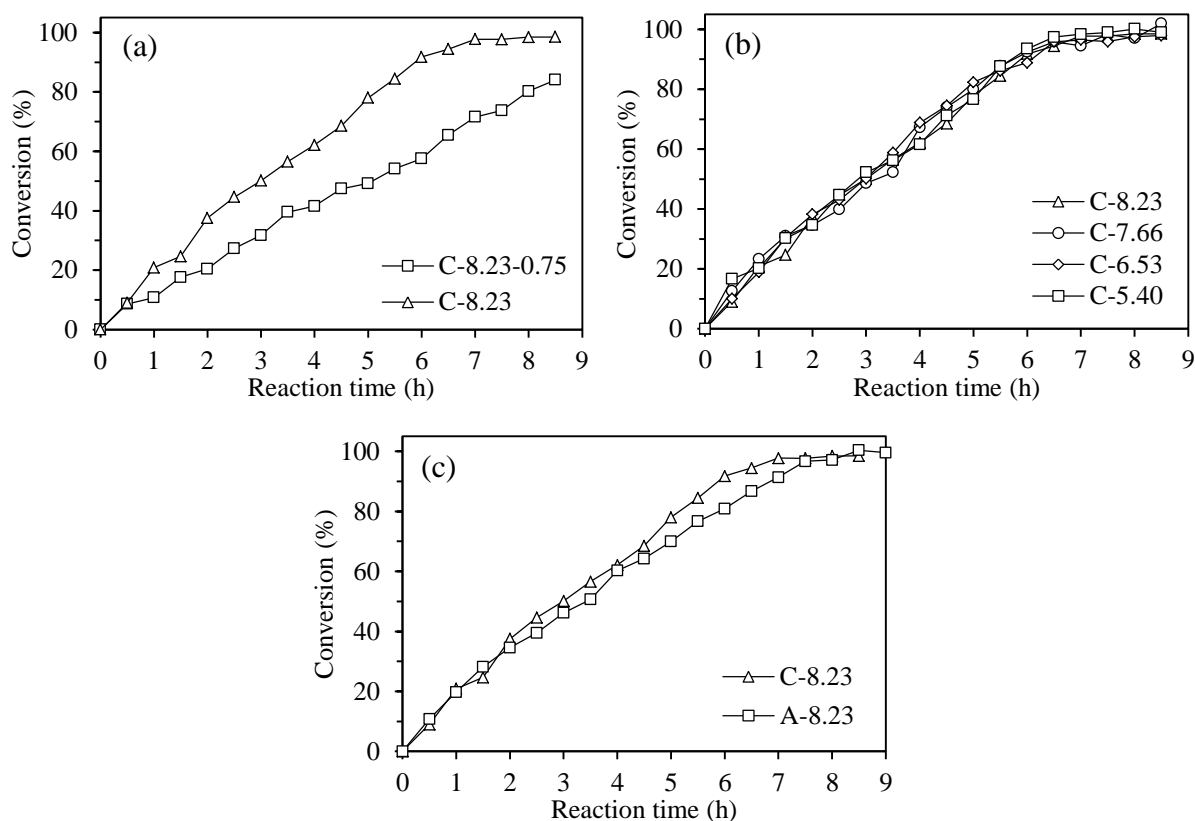 (a)
Conversion (%)
100
80
60
40
20
0
C-8.23-0.75
C-8.23
0 1 2 3 4 5 6 7 8 9
Reaction time (h)
(b)
Conversion (%)
100
80
60
40
20
0
C-8.23
C-7.66
C-6.53
C-5.40
0 1 2 3 4 5 6 7 8 9
Reaction time (h)
(c)
Conversion (%)
100
80
60
40
20
0
C-8.23
A-8.23
0 1 2 3 4 5 6 7 8 9
Reaction time (h)